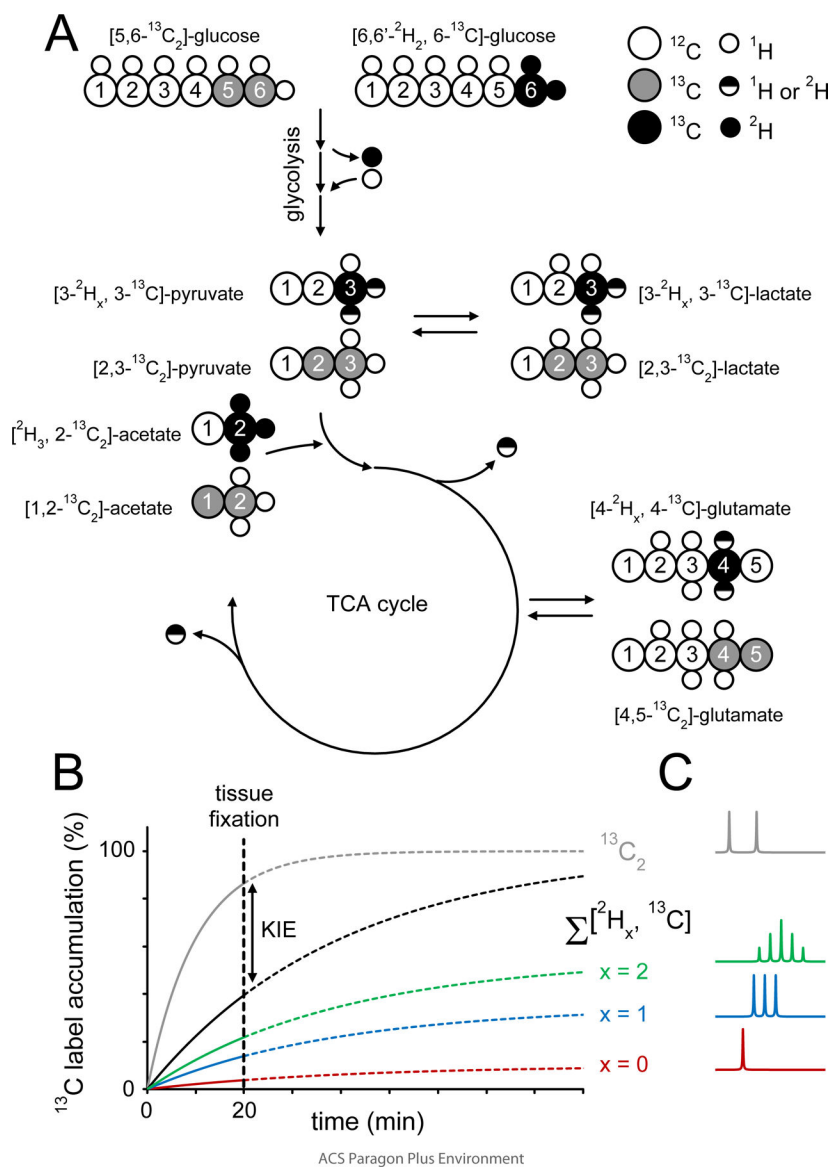 A
[5,6-¹³C₂]-glucose
[6,6'-²H₂, 6-¹³C]-glucose
1 2 3 4 5 6
1 2 3 4 5 6
¹²C ¹H
¹³C ¹H or ²H
¹³C ²H
glycolysis
[3-²Hₓ, 3-¹³C]-pyruvate
1 2 3
1 2 3
[3-²Hₓ, 3-¹³C]-lactate
[2,3-¹³C₂]-pyruvate
1 2 3
1 2 3
[2,3-¹³C₂]-lactate
[²H₃, 2-¹³C₂]-acetate
1 2
[1,2-¹³C₂]-acetate
1 2
TCA cycle
[4-²Hₓ, 4-¹³C]-glutamate
1 2 3 4 5
1 2 3 4 5
[4,5-¹³C₂]-glutamate
B
¹³C label accumulation (%)
100
0
tissue
fixation
KIE
¹³C₂
∑[²Hₓ, ¹³C]
x = 2
x = 1
x = 0
0
20
time (min)
C
ACS Paragon Plus Environment